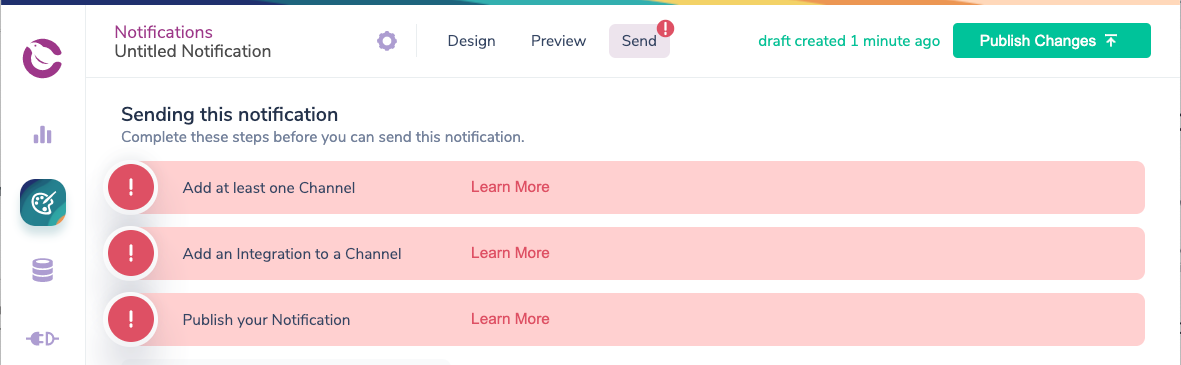 Notifications
Untitled Notification
Design
Preview
Send
!
draft created 1 minute ago
Publish Changes
Sending this notification
Complete these steps before you can send this notification.
! Add at least one Channel Learn More
! Add an Integration to a Channel Learn More
! Publish your Notification Learn More